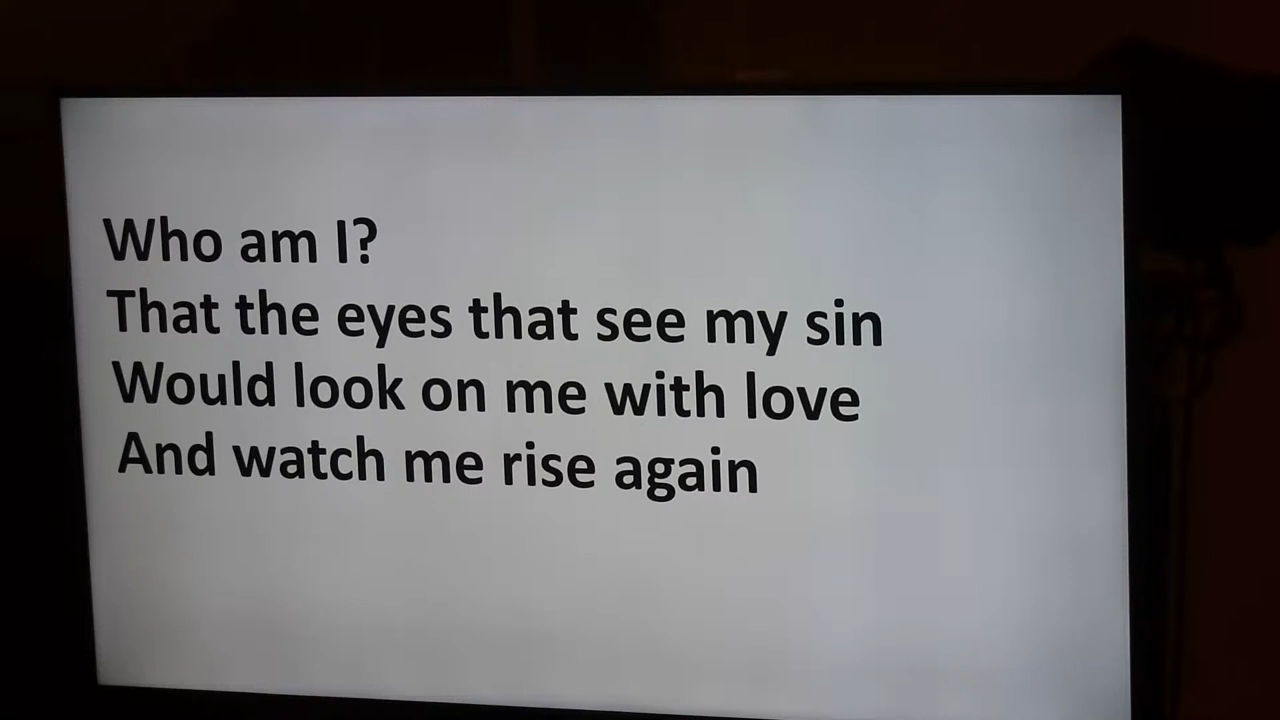 Who am I?
That the eyes that see my sin
Would look on me with love
And watch me rise again